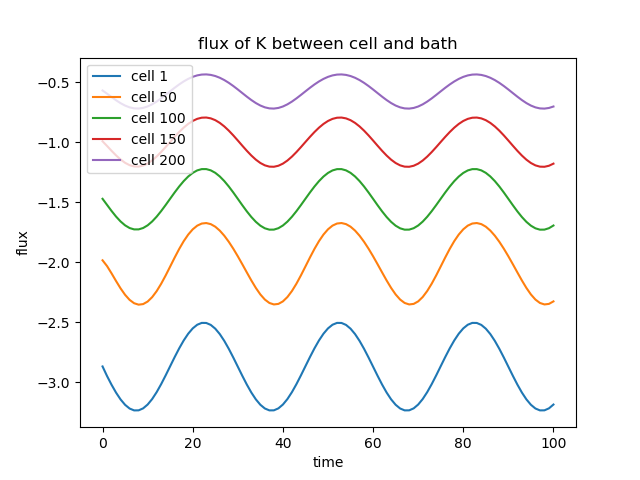 flux of K between cell and bath
cell 1
cell 50
cell 100
cell 150
cell 200
−0.5
−1.0
−1.5
−2.0
−2.5
−3.0
flux
0 20 40 60 80 100
time